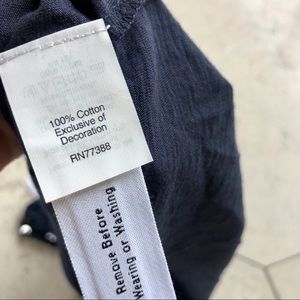 100% Cotton
Exclusive of
Decoration
RN77388
Remove Before
Wearing or Washing